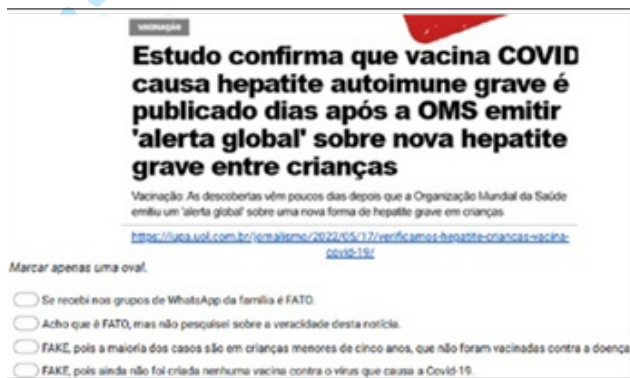 VACINAÇÃO
Estudo confirma que vacina COVID
causa hepatite autoimune grave é
publicado dias após a OMS emitir
'alerta global' sobre nova hepatite
grave entre crianças
Vacinação: As descobertas vêm poucos dias depois que a Organização Mundial da Saúde
emitiu um 'alerta global' sobre uma nova forma de hepatite grave em crianças
https://lupa.uol.com.br/jornalismo/2022/05/17/verificamos-hepatite-criancas-vacina-
covid-19/
Marcar apenas uma oval.
Se recebi nos grupos de WhatsApp da família é FATO.
Acho que é FATO, mas não pesquisei sobre a veracidade desta notícia.
FAKE, pois a maioria dos casos são em crianças menores de cinco anos, que não foram vacinadas contra a doença
FAKE, pois ainda não foi criada nenhuma vacina contra o vírus que causa a Covid-19.